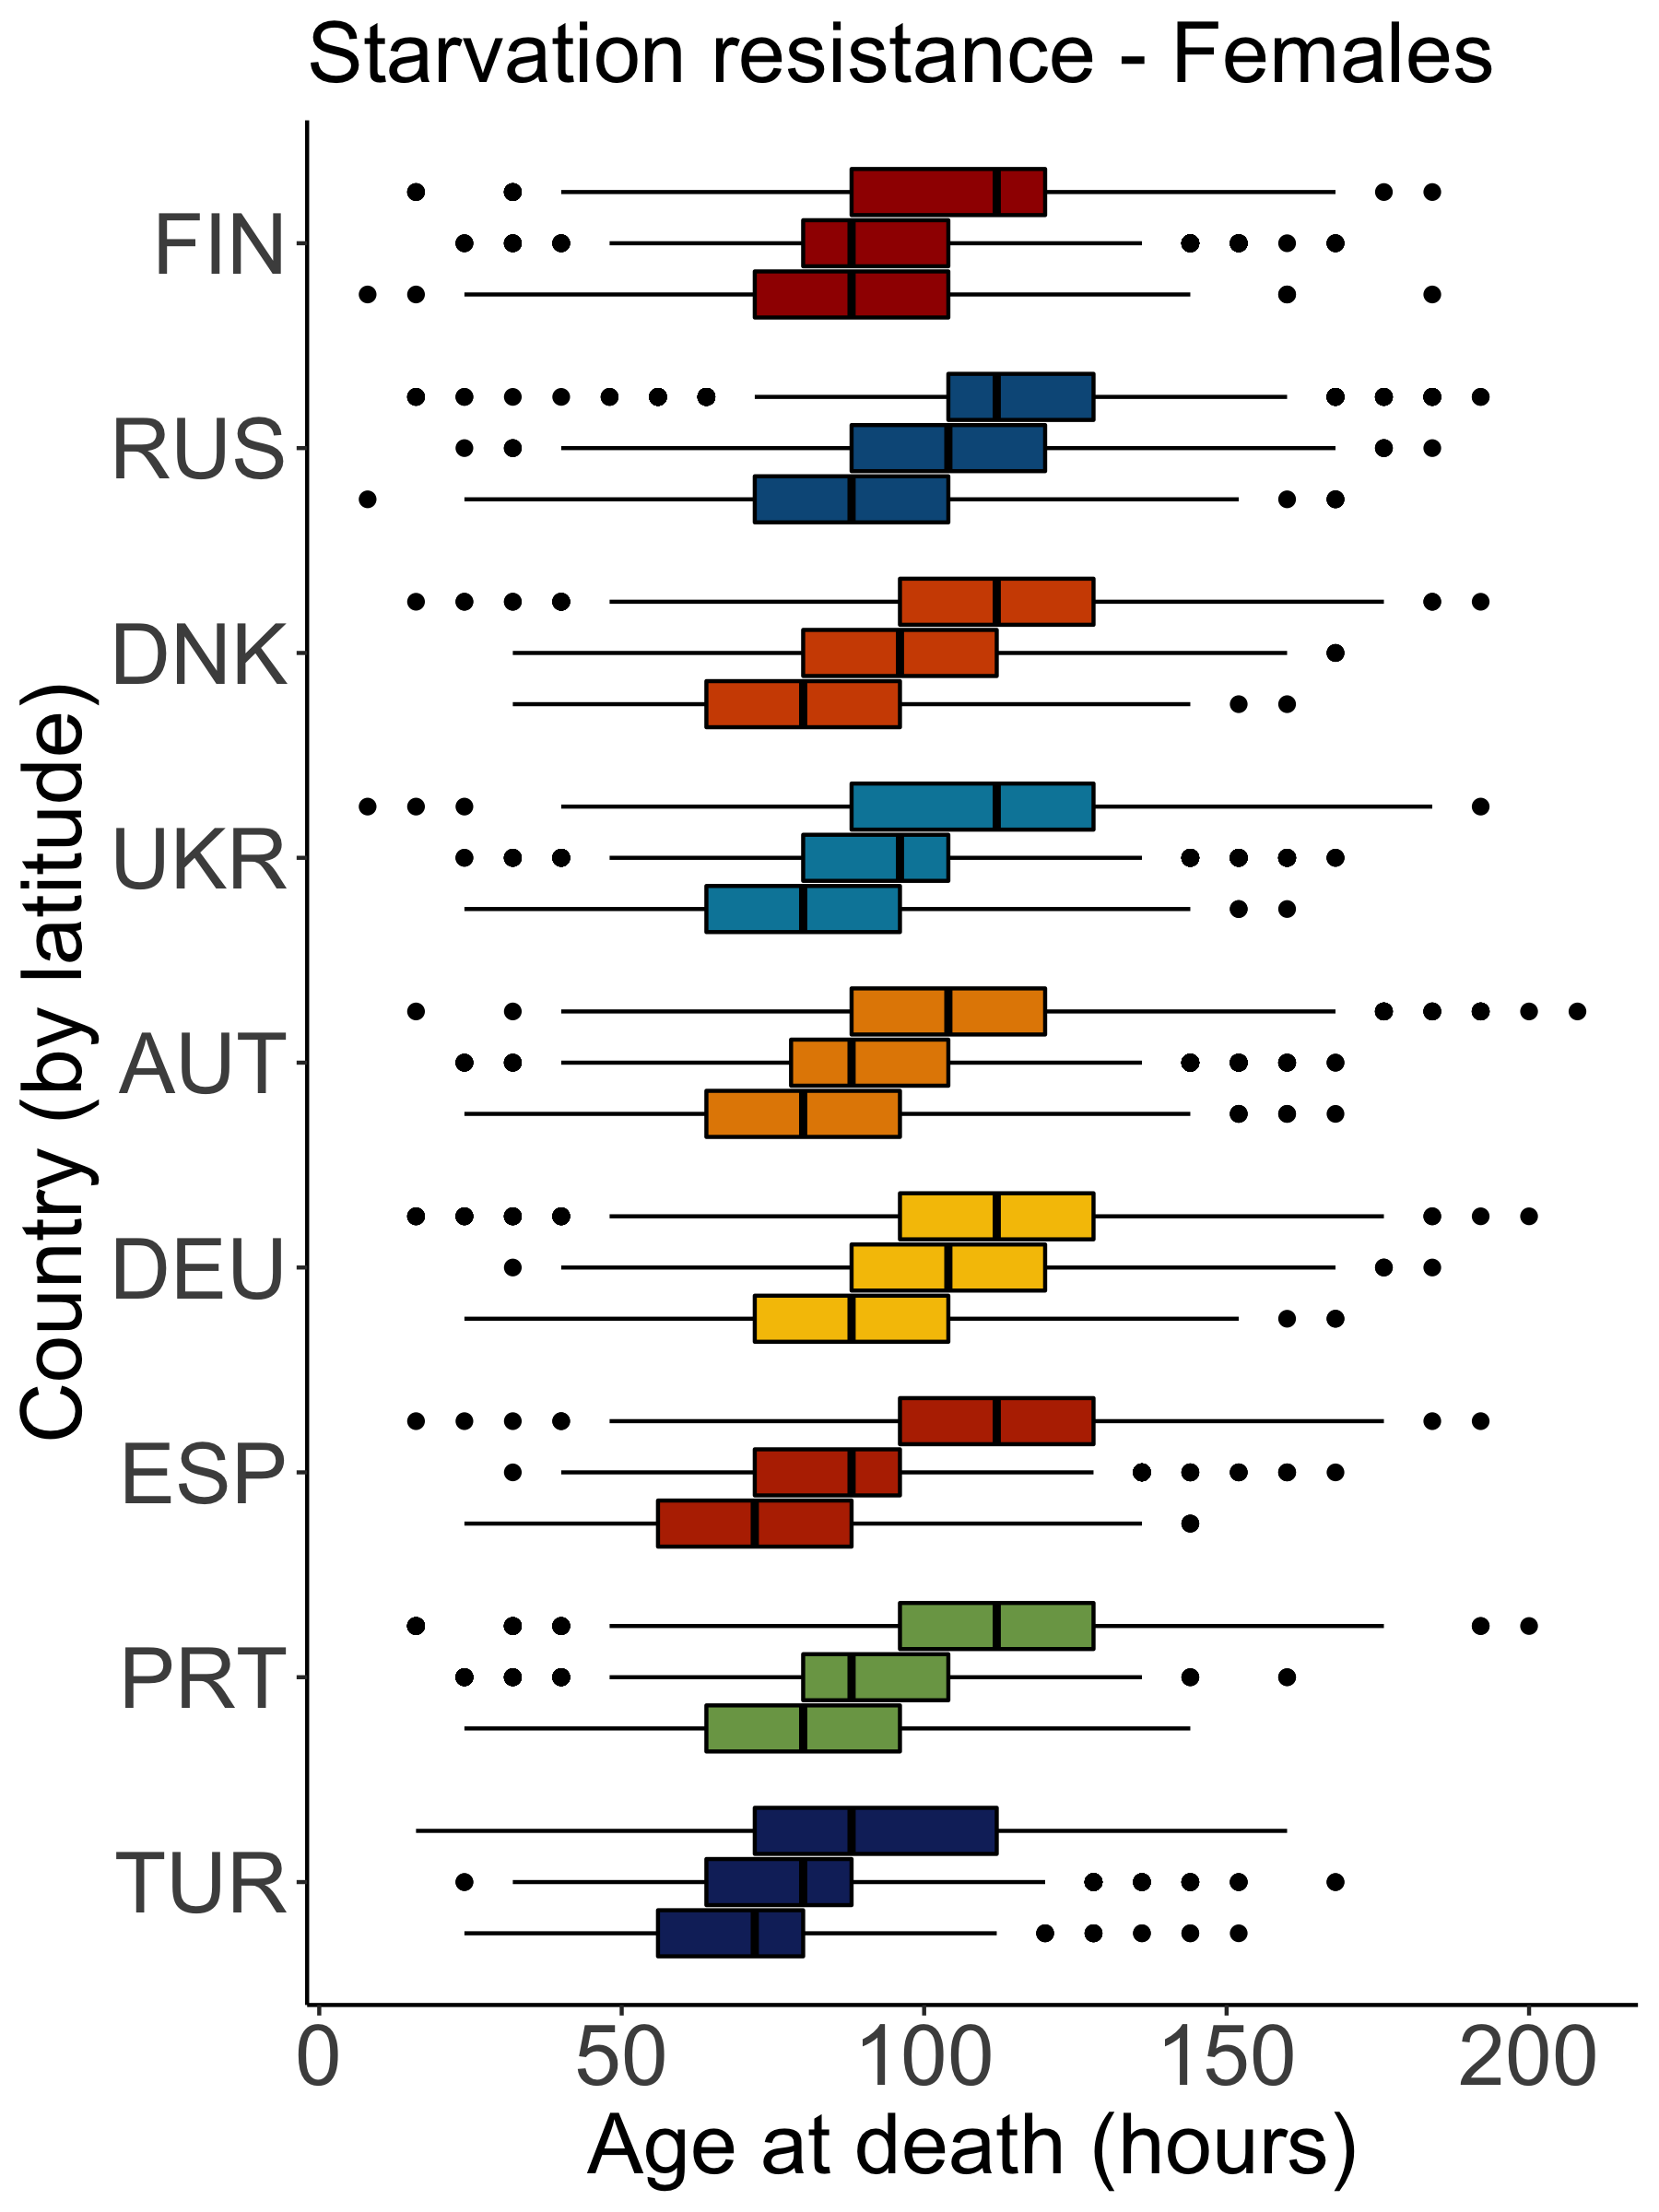 Starvation resistance - Females
Country (by latitude)
FIN
RUS
DNK
UKR
AUT
DEU
ESP
PRT
TUR
0 50 100 150 200
Age at death (hours)